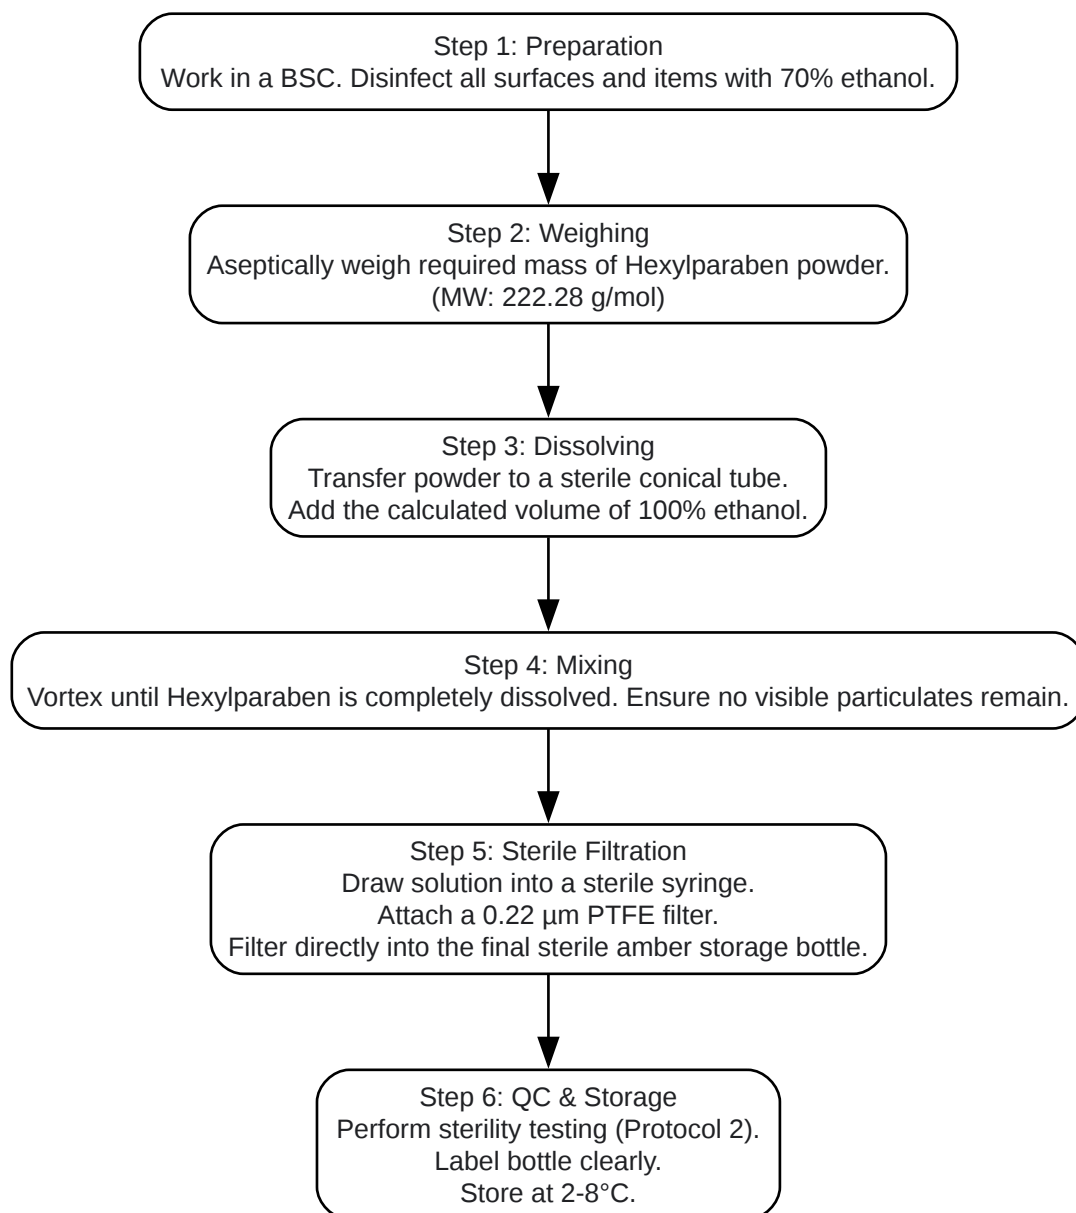 Step 1: Preparation
Work in a BSC. Disinfect all surfaces and items with 70% ethanol.
Step 2: Weighing
Aseptically weigh required mass of Hexylparaben powder.
(MW: 222.28 g/mol)
Step 3: Dissolving
Transfer powder to a sterile conical tube.
Add the calculated volume of 100% ethanol.
Step 4: Mixing
Vortex until Hexylparaben is completely dissolved. Ensure no visible particulates remain.
Step 5: Sterile Filtration
Draw solution into a sterile syringe.
Attach a 0.22 µm PTFE filter.
Filter directly into the final sterile amber storage bottle.
Step 6: QC & Storage
Perform sterility testing (Protocol 2).
Label bottle clearly.
Store at 2-8°C.